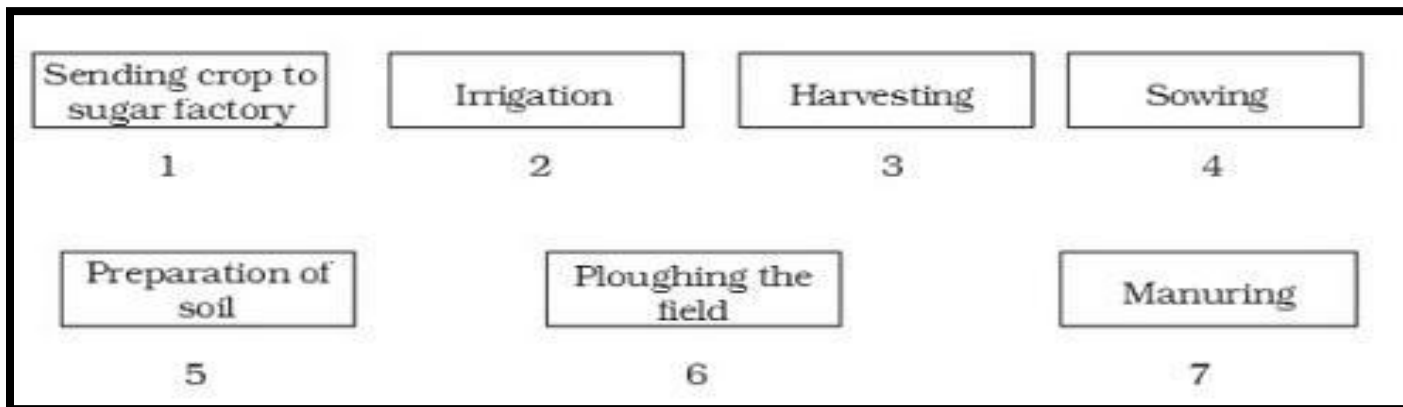 Sending crop to
sugar factory
Irrigation
Harvesting
Sowing
1
2
3
4
Preparation of
soil
Ploughing the
field
Manuring
5
6
7